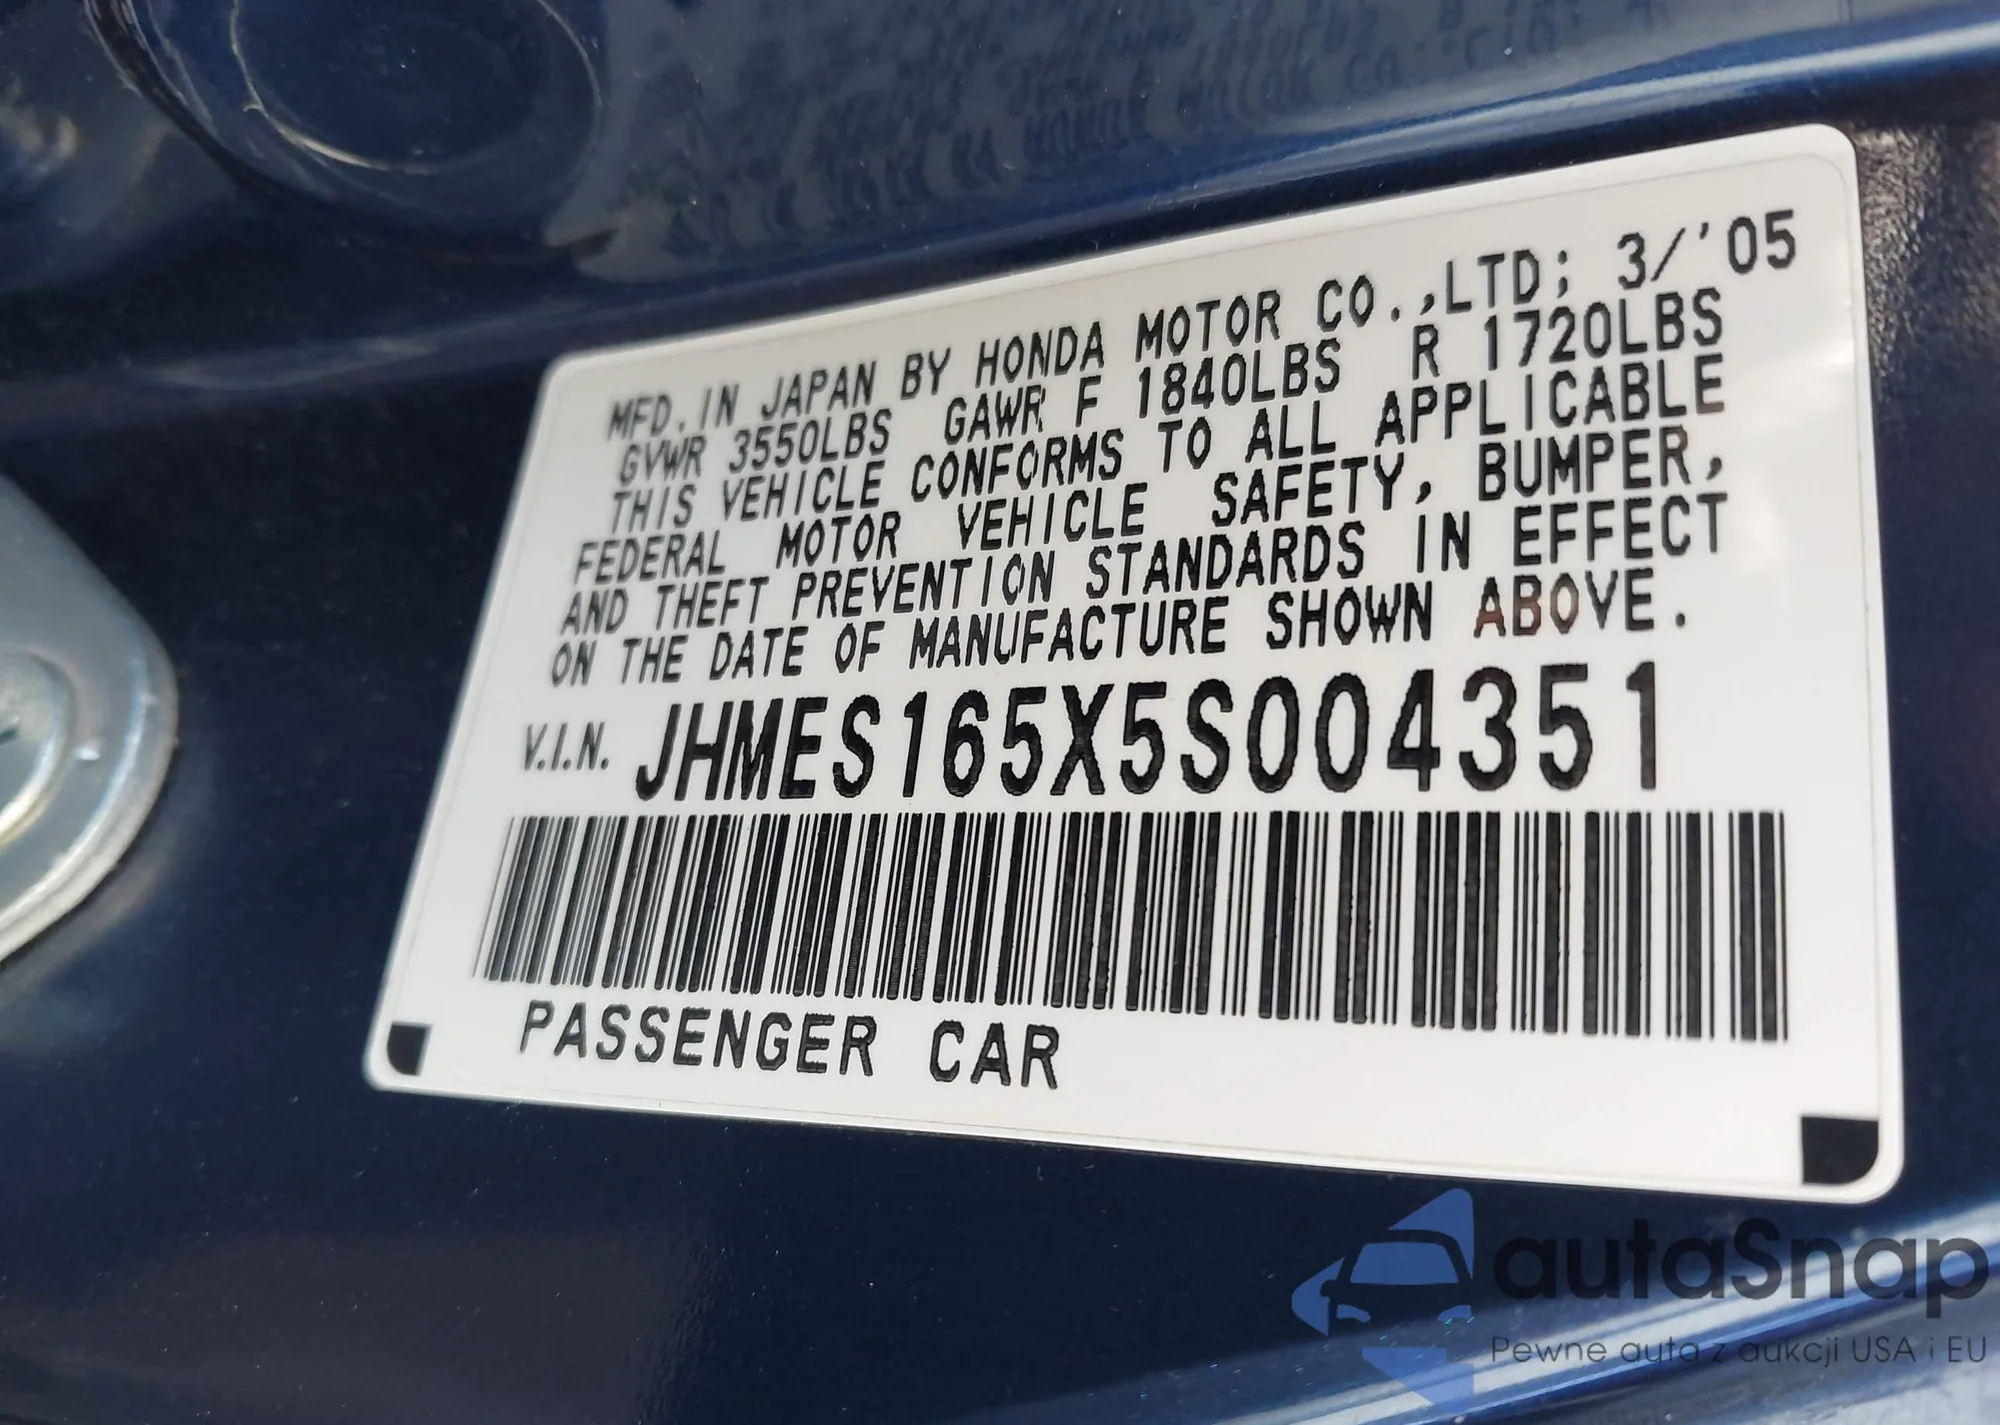 MFD. IN JAPAN BY HONDA MOTOR CO.,LTD; 3/'05
GVWR 3550LBS GAWR F 1840LBS R 1720LBS
THIS VEHICLE CONFORMS TO ALL APPLICABLE
FEDERAL MOTOR VEHICLE SAFETY, BUMPER,
AND THEFT PREVENTION STANDARDS IN EFFECT
ON THE DATE OF MANUFACTURE SHOWN ABOVE.
V.I.N. JHMES165X5S004351
PASSENGER CAR
autaSnap
Pewne auta z aukcji USA i EU